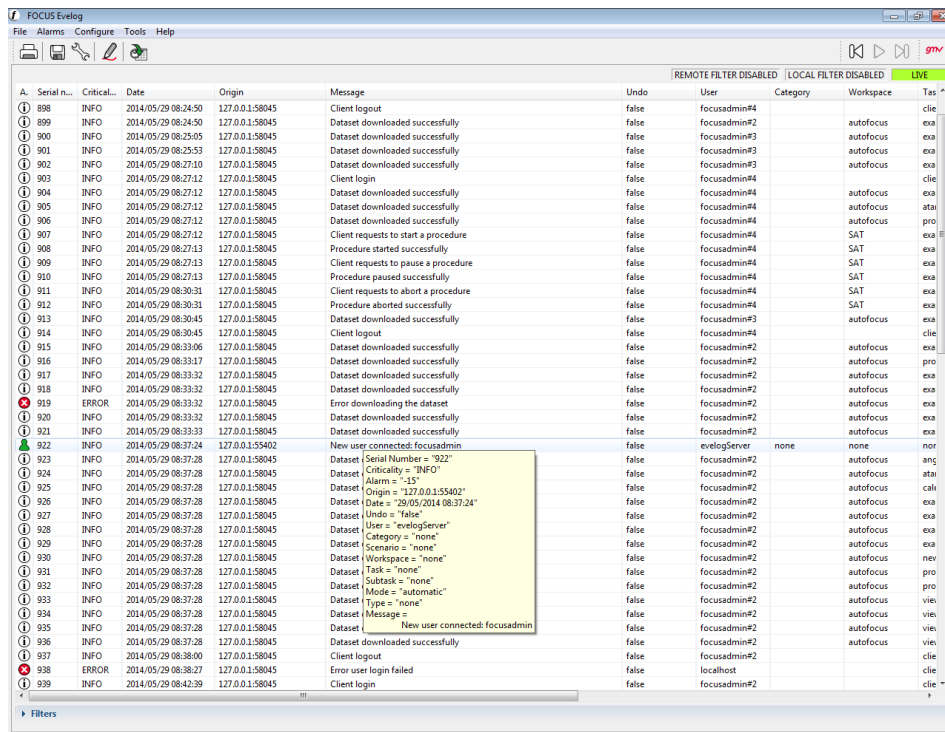 FOCUS Evelog
File Alarms Configure Tools Help
gmv
REMOTE FILTER DISABLED LOCAL FILTER DISABLED LIVE
A. Serial n... Critical... Date Origin Message Undo User Category Workspace Tas
898 INFO 2014/05/29 08:24:50 127.0.0.1:58045 Client logout false focusadmin#4 clie
899 INFO 2014/05/29 08:24:50 127.0.0.1:58045 Dataset downloaded successfully false focusadmin#2 autofocus exa
900 INFO 2014/05/29 08:25:05 127.0.0.1:58045 Dataset downloaded successfully false focusadmin#3 autofocus exa
901 INFO 2014/05/29 08:25:53 127.0.0.1:58045 Dataset downloaded successfully false focusadmin#3 autofocus exa
902 INFO 2014/05/29 08:27:10 127.0.0.1:58045 Dataset downloaded successfully false focusadmin#3 autofocus exa
903 INFO 2014/05/29 08:27:12 127.0.0.1:58045 Client login false focusadmin#4 clie
904 INFO 2014/05/29 08:27:12 127.0.0.1:58045 Dataset downloaded successfully false focusadmin#4 autofocus exa
905 INFO 2014/05/29 08:27:12 127.0.0.1:58045 Dataset downloaded successfully false focusadmin#4 autofocus atai
906 INFO 2014/05/29 08:27:12 127.0.0.1:58045 Dataset downloaded successfully false focusadmin#4 autofocus pro
907 INFO 2014/05/29 08:27:12 127.0.0.1:58045 Client requests to start a procedure false focusadmin#4 SAT exa
908 INFO 2014/05/29 08:27:13 127.0.0.1:58045 Procedure started successfully false focusadmin#4 SAT exa
909 INFO 2014/05/29 08:27:13 127.0.0.1:58045 Client requests to pause a procedure false focusadmin#4 SAT exa
910 INFO 2014/05/29 08:27:13 127.0.0.1:58045 Procedure paused successfully false focusadmin#4 SAT exa
911 INFO 2014/05/29 08:30:31 127.0.0.1:58045 Client requests to abort a procedure false focusadmin#4 SAT exa
912 INFO 2014/05/29 08:30:31 127.0.0.1:58045 Procedure aborted successfully false focusadmin#4 SAT exa
913 INFO 2014/05/29 08:30:45 127.0.0.1:58045 Dataset downloaded successfully false focusadmin#3 autofocus exa
914 INFO 2014/05/29 08:30:45 127.0.0.1:58045 Client logout false focusadmin#4 clie
915 INFO 2014/05/29 08:33:06 127.0.0.1:58045 Dataset downloaded successfully false focusadmin#2 autofocus exa
916 INFO 2014/05/29 08:33:17 127.0.0.1:58045 Dataset downloaded successfully false focusadmin#2 autofocus pro
917 INFO 2014/05/29 08:33:32 127.0.0.1:58045 Dataset downloaded successfully false focusadmin#2 autofocus exa
918 INFO 2014/05/29 08:33:32 127.0.0.1:58045 Dataset downloaded successfully false focusadmin#2 autofocus exa
919 ERROR 2014/05/29 08:33:32 127.0.0.1:58045 Error downloading the dataset false focusadmin#2 autofocus exa
920 INFO 2014/05/29 08:33:32 127.0.0.1:58045 Dataset downloaded successfully false focusadmin#2 autofocus exa
921 INFO 2014/05/29 08:33:33 127.0.0.1:58045 Dataset downloaded successfully false focusadmin#2 autofocus exa
922 INFO 2014/05/29 08:37:24 127.0.0.1:55402 New user connected: focusadmin false evelogServer none none nor
923 INFO 2014/05/29 08:37:28 127.0.0.1:58045 Dataset false focusadmin#2 autofocus ang
924 INFO 2014/05/29 08:37:28 127.0.0.1:58045 Dataset false focusadmin#2 autofocus atai
925 INFO 2014/05/29 08:37:28 127.0.0.1:58045 Dataset false focusadmin#2 autofocus cale
926 INFO 2014/05/29 08:37:28 127.0.0.1:58045 Dataset false focusadmin#2 autofocus exa
927 INFO 2014/05/29 08:37:28 127.0.0.1:58045 Dataset false focusadmin#2 autofocus exa
928 INFO 2014/05/29 08:37:28 127.0.0.1:58045 Dataset false focusadmin#2 autofocus exa
929 INFO 2014/05/29 08:37:28 127.0.0.1:58045 Dataset false focusadmin#2 autofocus exa
930 INFO 2014/05/29 08:37:28 127.0.0.1:58045 Dataset false focusadmin#2 autofocus nev
931 INFO 2014/05/29 08:37:28 127.0.0.1:58045 Dataset false focusadmin#2 autofocus pro
932 INFO 2014/05/29 08:37:28 127.0.0.1:58045 Dataset false focusadmin#2 autofocus pro
933 INFO 2014/05/29 08:37:28 127.0.0.1:58045 Dataset false focusadmin#2 autofocus viev
934 INFO 2014/05/29 08:37:28 127.0.0.1:58045 Dataset false focusadmin#2 autofocus viev
935 INFO 2014/05/29 08:37:28 127.0.0.1:58045 Dataset false focusadmin#2 autofocus viev
936 INFO 2014/05/29 08:37:28 127.0.0.1:58045 Dataset downloaded successfully false focusadmin#2 autofocus viev
937 INFO 2014/05/29 08:38:00 127.0.0.1:58045 Client logout false focusadmin#2 clie
938 ERROR 2014/05/29 08:38:27 127.0.0.1:58045 Error user login failed false localhost clie
939 INFO 2014/05/29 08:42:39 127.0.0.1:58045 Client login false focusadmin#2 clie
Serial Number = "922"
Criticality = "INFO"
Alarm = "-15"
Origin = "127.0.0.1:55402"
Date = "29/05/2014 08:37:24"
Undo = "false"
User = "evelogServer"
Category = "none"
Scenario = "none"
Workspace = "none"
Task = "none"
Subtask = "none"
Mode = "automatic"
Type = "none"
Message =
New user connected: focusadmin
Filters